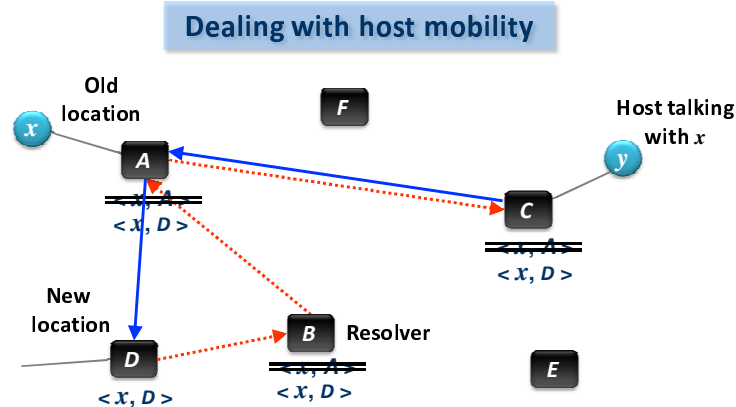 Dealing with host mobility
Old
location
F
Host talking
with x
x
A
y
< x, A >
< x, D >
C
< x, A >
< x, D >
New
location
B
Resolver
D
E
< x, A >
< x, D >
< x, D >